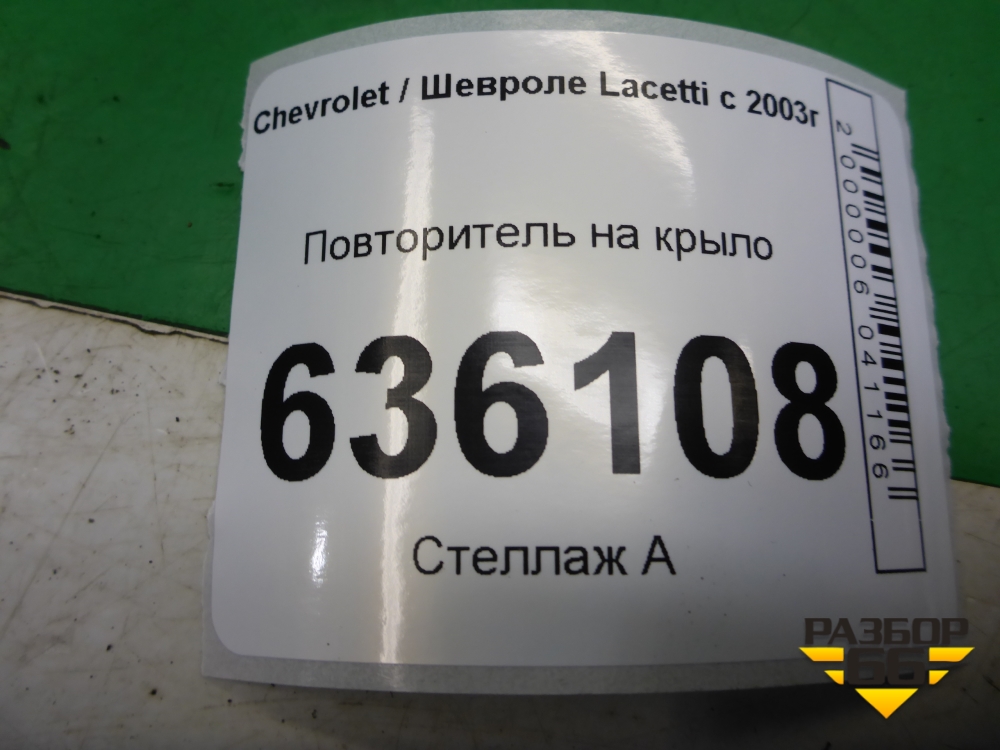 Chevrolet / Шевроле Lacetti с 2003г
Повторитель на крыло
636108
Стеллаж А
2000006041166
РАЗБОР
66